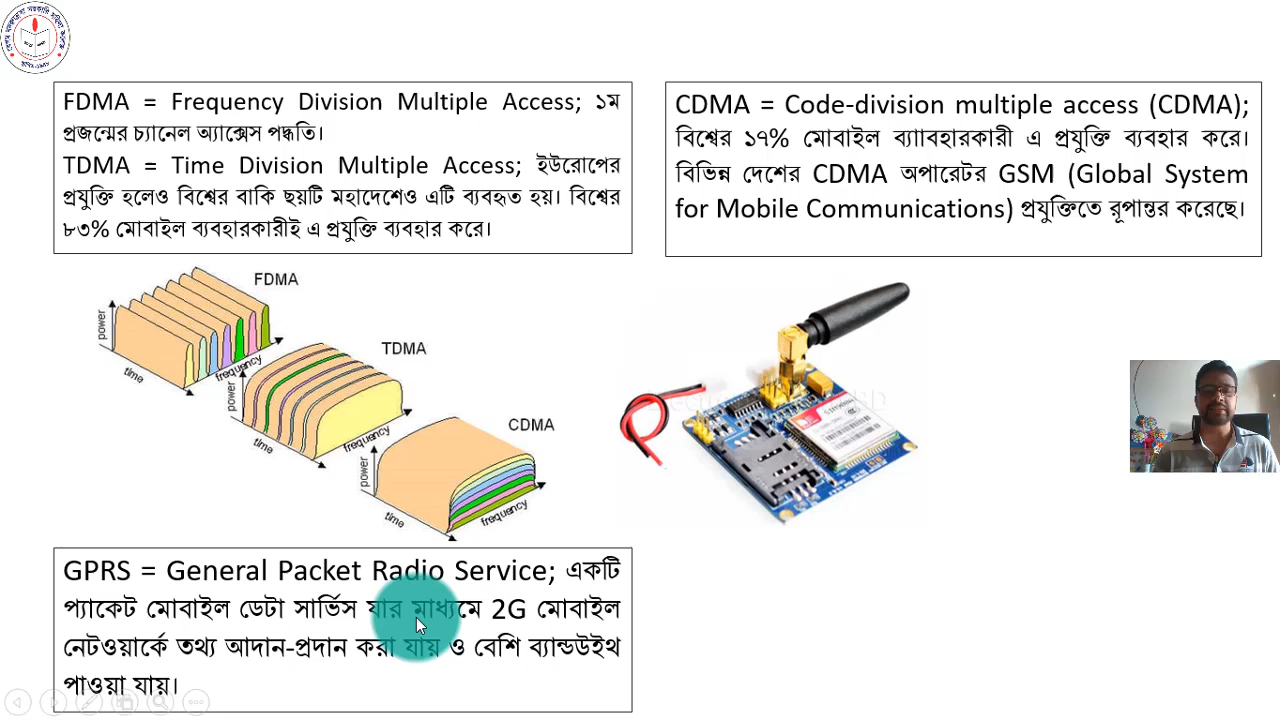 FDMA = Frequency Division Multiple Access; ১ম
প্রজন্মের চ্যানেল অ্যাক্সেস পদ্ধতি।
TDMA = Time Division Multiple Access; ইউরোপের
প্রযুক্তি হলেও বিশ্বের বাকি ছয়টি মহাদেশেও এটি ব্যবহৃত হয়। বিশ্বের
৮৩% মোবাইল ব্যবহারকারীই এ প্রযুক্তি ব্যবহার করে।
CDMA = Code-division multiple access (CDMA);
বিশ্বের ১৭% মোবাইল ব্যাবহারকারী এ প্রযুক্তি ব্যবহার করে।
বিভিন্ন দেশের CDMA অপারেটর GSM (Global System
for Mobile Communications) প্রযুক্তিতে রূপান্তর করেছে।
FDMA
power
time
frequency
TDMA
power
time
frequency
CDMA
power
time
frequency
GPRS = General Packet Radio Service; একটি
প্যাকেট মোবাইল ডেটা সার্ভিস যার মাধ্যমে 2G মোবাইল
নেটওয়ার্কে তথ্য আদান-প্রদান করা যায় ও বেশি ব্যান্ডউইথ
পাওয়া যায়।